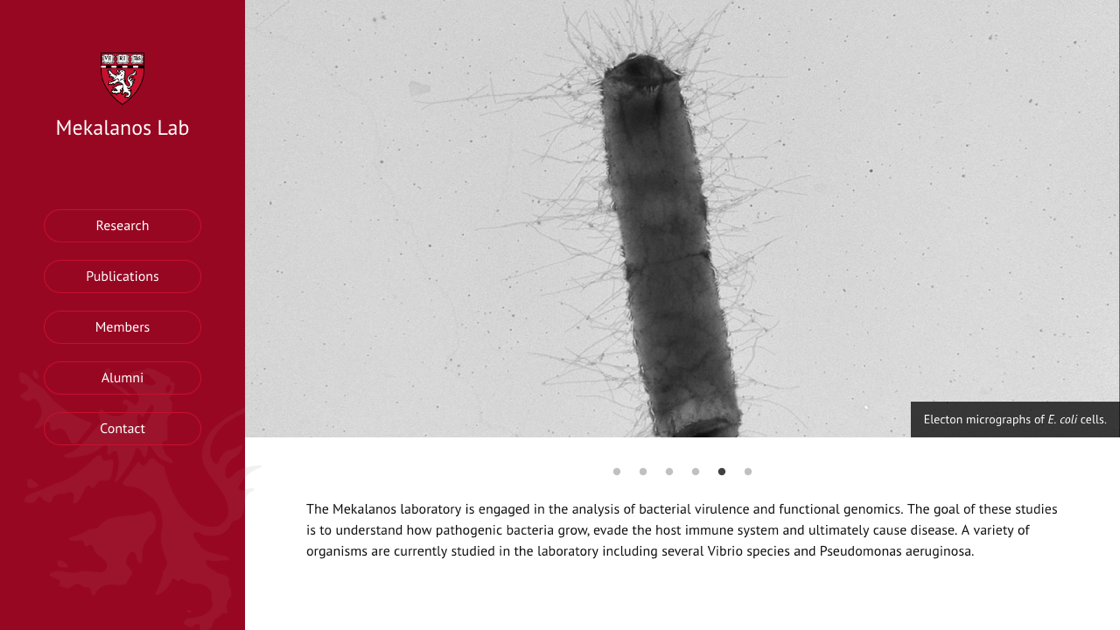 Mekalanos Lab
Research
Publications
Members
Alumni
Contact
Electon micrographs of E. coli cells.
The Mekalanos laboratory is engaged in the analysis of bacterial virulence and functional genomics. The goal of these studies
is to understand how pathogenic bacteria grow, evade the host immune system and ultimately cause disease. A variety of
organisms are currently studied in the laboratory including several Vibrio species and Pseudomonas aeruginosa.